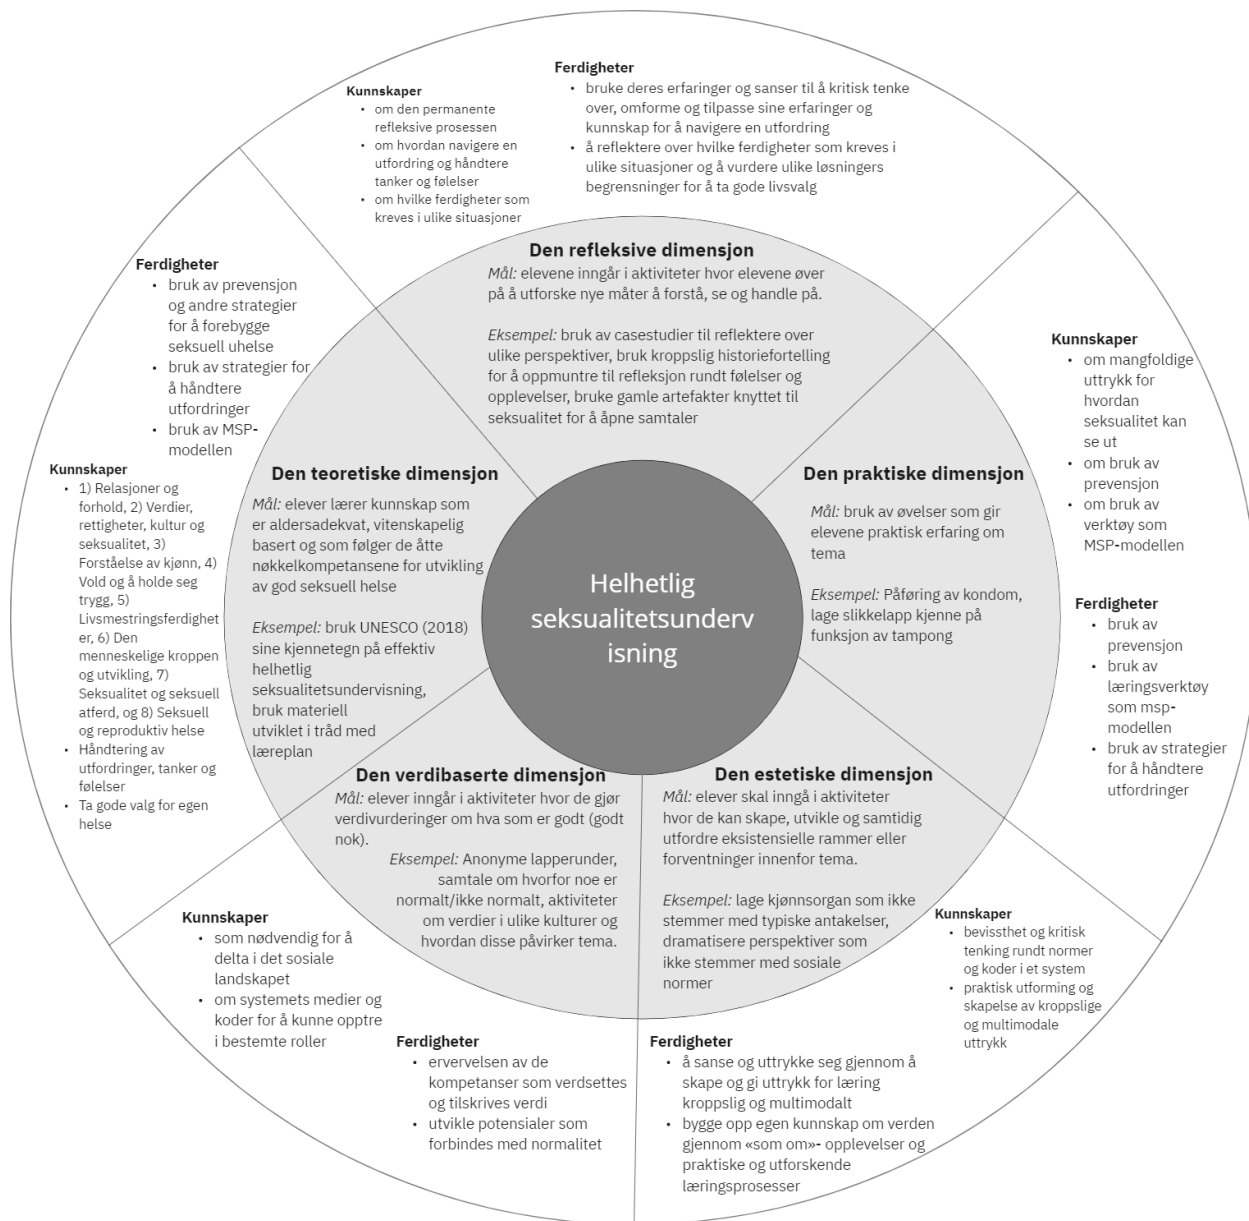 Kunnskaper
• om den permanente
refleksive prosessen
• om hvordan navigere en
utfordring og håndtere
tanker og følelser
• om hvilke ferdigheter som
kreves i ulike situasjoner
Ferdigheter
• bruke deres erfaringer og sanser til å kritisk tenke
over, omforme og tilpasse sine erfaringer og
kunnskap for å navigere en utfordring
• å reflektere over hvilke ferdigheter som kreves i
ulike situasjoner og å vurdere ulike løsningers
begrensninger for å ta gode livsvalg
Den refleksive dimensjon
Mål: elevene inngår i aktiviteter hvor elevene øver
på å utforske nye måter å forstå, se og handle på.
Eksempel: bruk av casestudier til reflektere over
ulike perspektiver, bruk kroppslig historiefortelling
for å oppmuntre til refleksjon rundt følelser og
opplevelser, bruke gamle artefakter knyttet til
seksualitet for å åpne samtaler
Ferdigheter
• bruk av prevensjon
og andre strategier
for å forebygge
seksuell uhelse
• bruk av strategier for
å håndtere
utfordringer
• bruk av MSP-
modellen
Kunnskaper
• 1) Relasjoner og
forhold, 2) Verdier,
rettigheter, kultur og
seksualitet, 3)
Forståelse av kjønn, 4)
Vold og å holde seg
trygg, 5)
Livsmestringsferdighet
er, 6) Den
menneskelige kroppen
og utvikling, 7)
Seksualitet og seksuell
atferd, og 8) Seksuell
og reproduktiv helse
• Håndtering av
utfordringer, tanker og
følelser
• Ta gode valg for egen
helse
Den teoretiske dimensjon
Mål: elever lærer kunnskap som
er aldersadekvat, vitenskapelig
basert og som følger de åtte
nøkkelkompetansene for utvikling
av god seksuell helse
Eksempel: bruk UNESCO (2018)
sine kjennetegn på effektiv
helhetlig
seksualitetsundervisning,
bruk materiell
utviklet i tråd med
læreplan
Helhetlig
seksualitetsunderv
isning
Den praktiske dimensjon
Mål: bruk av øvelser som gir
elevene praktisk erfaring om
tema
Eksempel: Påføring av kondom,
lage slikkelapp kjenne på
funksjon av tampong
Kunnskaper
• om mangfoldige
uttrykk for
hvordan
seksualitet kan
se ut
• om bruk av
prevensjon
• om bruk av
verktøy som
MSP-modellen
Ferdigheter
• bruk av
prevensjon
• bruk av
læringsverktøy
som msp-
modellen
• bruk av strategier
for å håndtere
utfordringer
Den verdibaserte dimensjon
Mål: elever inngår i aktiviteter hvor de gjør
verdivurderinger om hva som er godt (godt
nok).
Eksempel: Anonyme lapperunder,
samtale om hvorfor noe er
normalt/ikke normalt, aktiviteter
om verdier i ulike kulturer og
hvordan disse påvirker tema.
Den estetiske dimensjon
Mål: elever skal inngå i aktiviteter
hvor de kan skape, utvikle og samtidig
utfordre eksistensielle rammer eller
forventninger innenfor tema.
Eksempel: lage kjønnsorgan som ikke
stemmer med typiske antakelser,
dramatisere perspektiver som
ikke stemmer med sosiale
normer
Kunnskaper
• som nødvendig for å
delta i det sosiale
landskapet
• om systemets medier og
koder for å kunne opptre
i bestemte roller
Ferdigheter
• ervervelsen av de
kompetanser som verdsettes
og tilskrives verdi
• utvikle potensialer som
forbindes med normalitet
Kunnskaper
• bevissthet og kritisk
tenking rundt normer
og koder i et system
• praktisk utforming og
skapelse av kroppslige
og multimodale
uttrykk
Ferdigheter
• å sanse og uttrykke seg gjennom å
skape og gi uttrykk for læring
kroppslig og multimodalt
• bygge opp egen kunnskap om verden
gjennom «som om»- opplevelser og
praktiske og utforskende
læringsprosesser